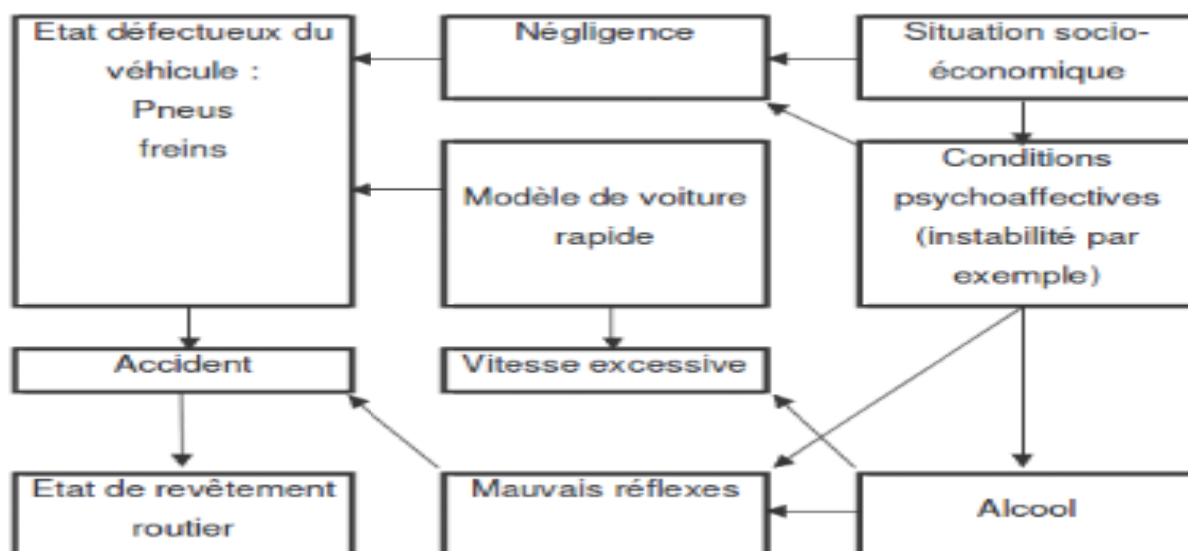 Etat défectueux du
véhicule :
Pneus
freins
Négligence
Situation socio-
économique
Modèle de voiture
rapide
Conditions
psychoaffectives
(instabilité par
exemple)
Accident
Vitesse excessive
Etat de revêtement
routier
Mauvais réflexes
Alcool